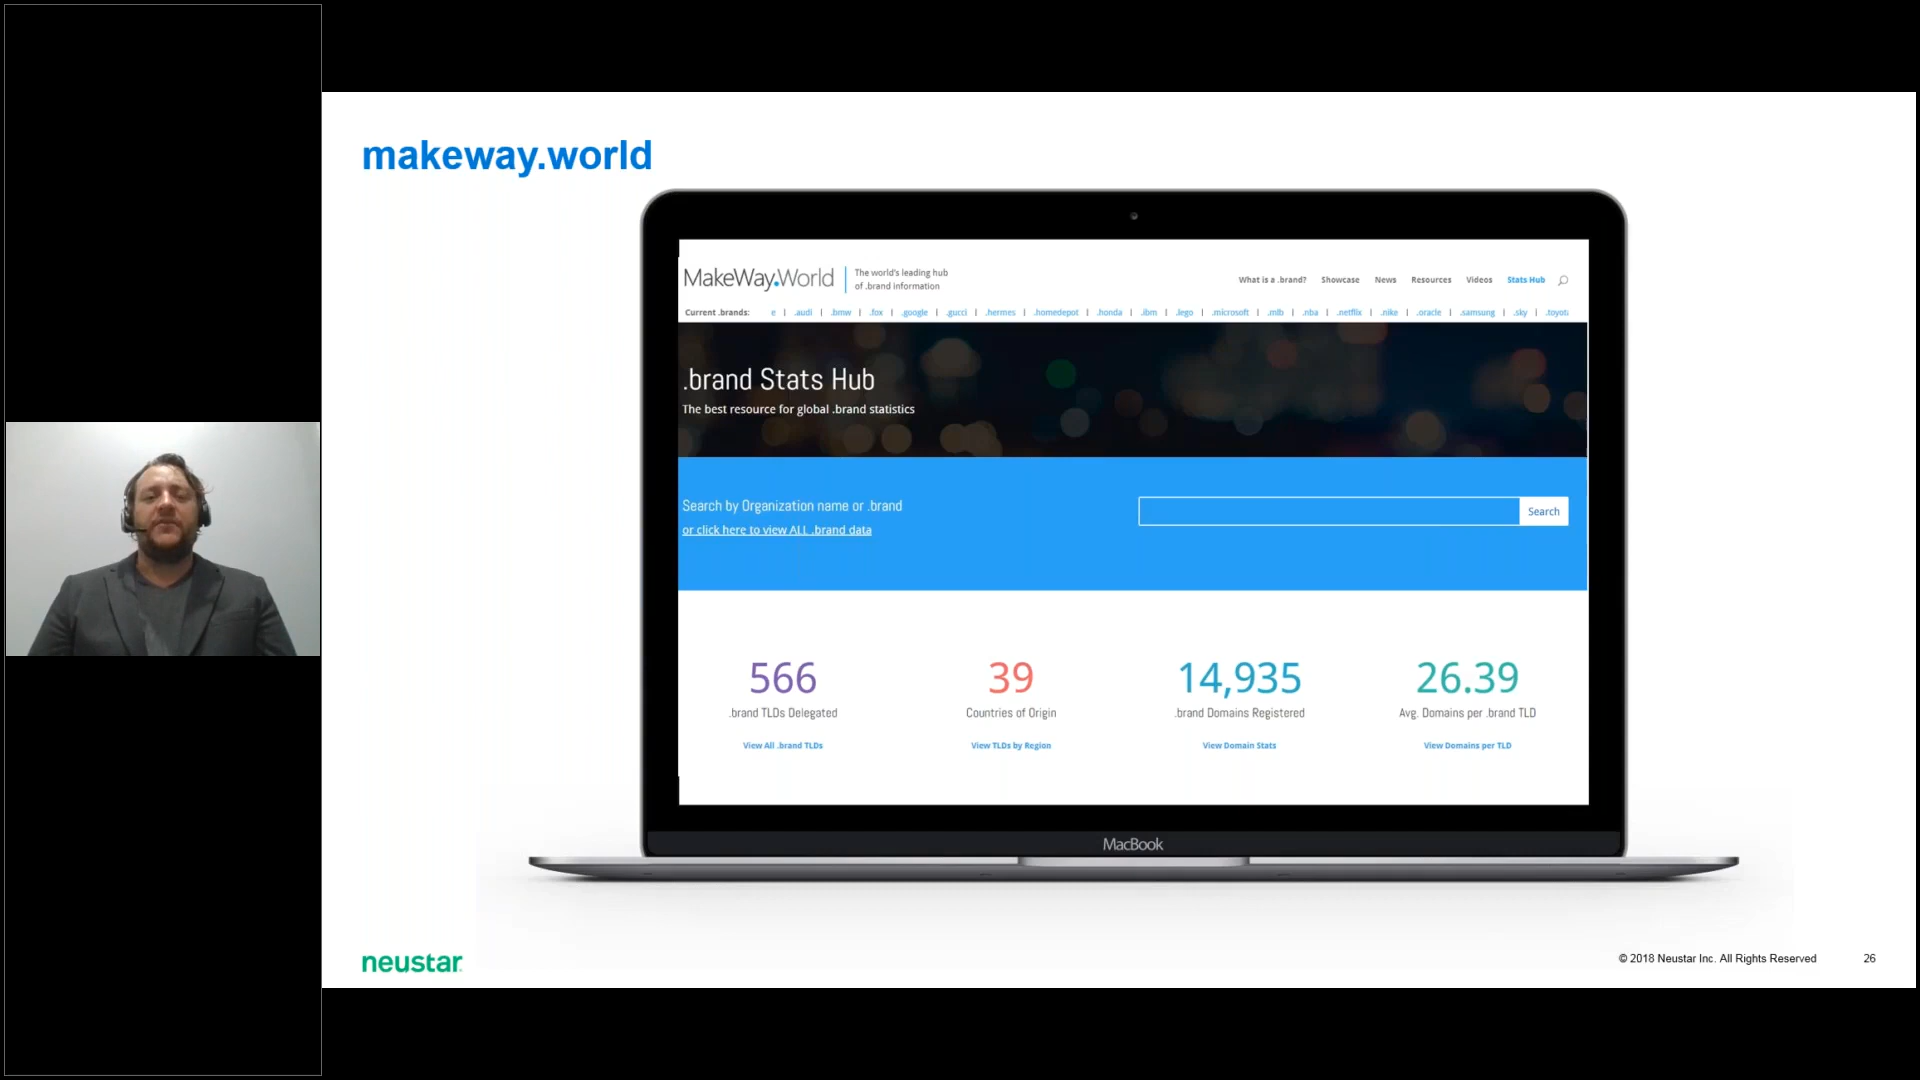 makeway.world
MakeWay.World
The world's leading hub
of .brand information
What is a .brand? Showcase News Resources Videos Stats Hub
Current .brands: e | .audi | .bmw | .fox | .google | .gucci | .hermes | .homedepot | .honda | .ibm | .lego | .microsoft | .mlb | .nba | .netflix | .nike | .oracle | .samsung | .sky | .toyota
.brand Stats Hub
The best resource for global .brand statistics
Search by Organization name or .brand
or click here to view ALL .brand data
Search
566 39 14,935 26.39
.brand TLDs Delegated Countries of Origin .brand Domains Registered Avg. Domains per .brand TLD
View All .brand TLDs View TLDs by Region View Domain Stats View Domains per TLD
MacBook
neustar
© 2018 Neustar Inc. All Rights Reserved 26